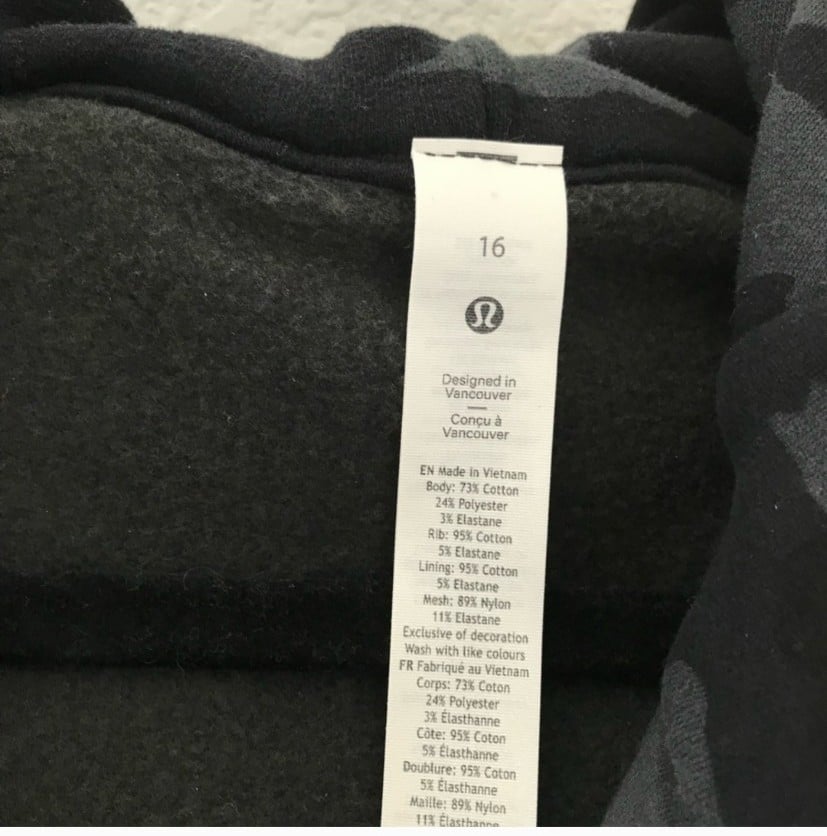 16
Designed in
Vancouver
Conçu à
Vancouver
EN Made in Vietnam
Body: 73% Cotton
24% Polyester
3% Elastane
Rib: 95% Cotton
5% Elastane
Lining: 95% Cotton
5% Elastane
Mesh: 89% Nylon
11% Elastane
Exclusive of decoration
Wash with like colours
FR Fabriqué au Vietnam
Corps: 73% Coton
24% Polyester
3% Élasthanne
Côte: 95% Coton
5% Élasthanne
Doublure: 95% Coton
5% Élasthanne
Maille: 89% Nylon
11% Élasthanne